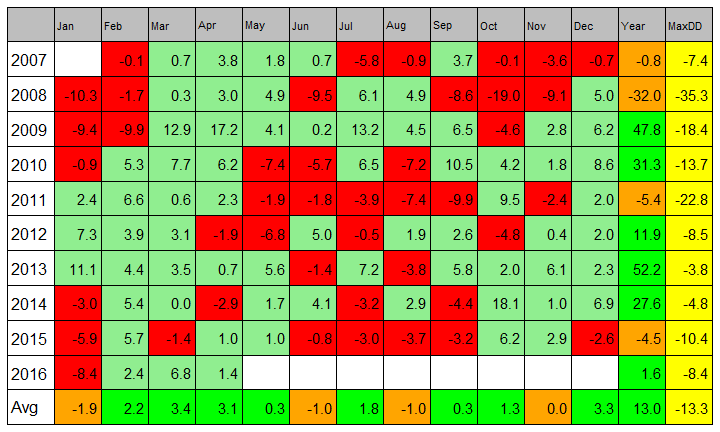 Jan Feb Mar Apr May Jun Jul Aug Sep Oct Nov Dec Year MaxDD
2007 -0.1 0.7 3.8 1.8 0.7 -5.8 -0.9 3.7 -0.1 -3.6 -0.7 -0.8 -7.4
2008 -10.3 -1.7 0.3 3.0 4.9 -9.5 6.1 4.9 -8.6 -19.0 -9.1 5.0 -32.0 -35.3
2009 -9.4 -9.9 12.9 17.2 4.1 0.2 13.2 4.5 6.5 -4.6 2.8 6.2 47.8 -18.4
2010 -0.9 5.3 7.7 6.2 -7.4 -5.7 6.5 -7.2 10.5 4.2 1.8 8.6 31.3 -13.7
2011 2.4 6.6 0.6 2.3 -1.9 -1.8 -3.9 -7.4 -9.9 9.5 -2.4 2.0 -5.4 -22.8
2012 7.3 3.9 3.1 -1.9 -6.8 5.0 -0.5 1.9 2.6 -4.8 0.4 2.0 11.9 -8.5
2013 11.1 4.4 3.5 0.7 5.6 -1.4 7.2 -3.8 5.8 2.0 6.1 2.3 52.2 -3.8
2014 -3.0 5.4 0.0 -2.9 1.7 4.1 -3.2 2.9 -4.4 18.1 1.0 6.9 27.6 -4.8
2015 -5.9 5.7 -1.4 1.0 1.0 -0.8 -3.0 -3.7 -3.2 6.2 2.9 -2.6 -4.5 -10.4
2016 -8.4 2.4 6.8 1.4 1.6 -8.4
Avg -1.9 2.2 3.4 3.1 0.3 -1.0 1.8 -1.0 0.3 1.3 0.0 3.3 13.0 -13.3